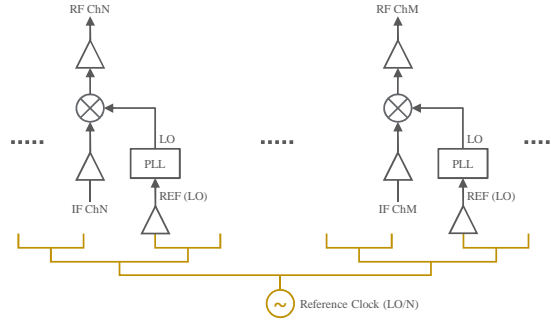 RF ChN
RF ChM
LO
LO
PLL
PLL
REF (LO)
REF (LO)
IF ChN
IF ChM
Reference Clock (LO/N)